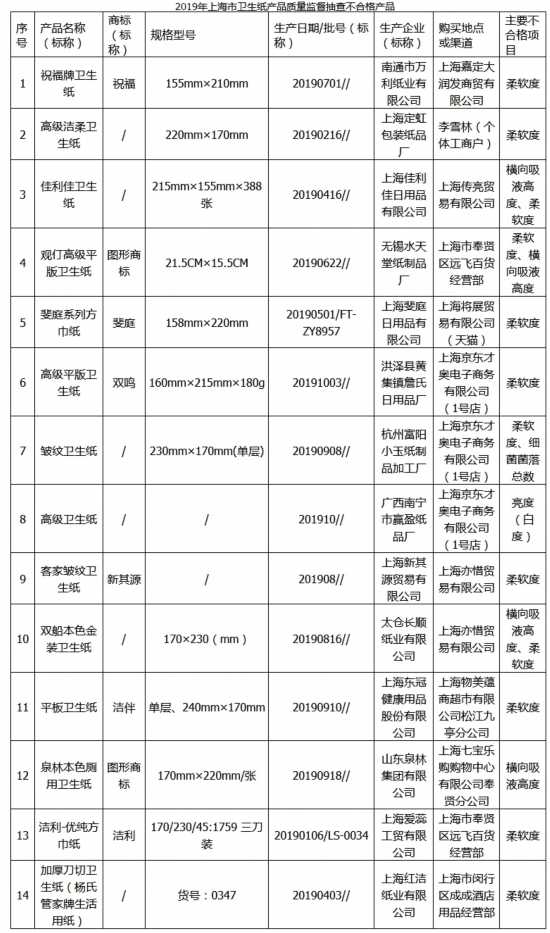 2019年上海市卫生纸产品质量监督抽查不合格产品
序号 产品名称（标称） 商标（标称） 规格型号 生产日期/批号（标称） 生产企业（标称） 购买地点或渠道 主要不合格项目
1 祝福牌卫生纸 祝福 155mm×210mm 20190701// 南通市万利纸业有限公司 上海嘉定大润发商贸有限公司 柔软度
2 高级洁柔卫生纸 / 220mm×170mm 20190216// 上海定虹包装纸品厂 李雪林（个体工商户） 柔软度
3 佳利佳卫生纸 / 215mm×155mm×388张 20190416// 上海佳利佳日用品有限公司 上海传亮贸易有限公司 横向吸液高度、柔软度
4 观仃高级平版卫生纸 图形商标 21.5CM×15.5CM 20190622// 无锡水天堂纸制品厂 上海市奉贤区远飞百货经营部 柔软度、横向吸液高度
5 斐庭系列方巾纸 斐庭 158mm×220mm 20190501/FT-ZY8957 上海斐庭日用品有限公司 上海将展贸易有限公司（天猫） 柔软度
6 高级平版卫生纸 双鸣 160mm×215mm×180g 20191003// 洪泽县黄集镇詹氏日用品厂 上海京东才奥电子商务有限公司（1号店） 柔软度
7 皱纹卫生纸 / 230mm×170mm(单层) 20190908// 杭州富阳小玉纸制品加工厂 上海京东才奥电子商务有限公司（1号店） 柔软度、细菌菌落总数
8 高级卫生纸 / / 201910// 广西南宁市赢盈纸品厂 上海京东才奥电子商务有限公司（1号店） 亮度（白度）
9 客家皱纹卫生纸 新其源 / 201908// 上海新其源贸易有限公司 上海亦惜贸易有限公司 柔软度
10 双船本色金装卫生纸 / 170×230（mm） 20190816// 太仓长顺纸业有限公司 上海亦惜贸易有限公司 横向吸液高度、柔软度
11 平板卫生纸 洁伴 单层、240mm×170mm 20190910// 上海东冠健康用品股份有限公司 上海物美蕴商超市有限公司松江九亭分公司 柔软度
12 泉林本色厕用卫生纸 图形商标 170mm×220mm/张 20190918// 山东泉林集团有限公司 上海七宝乐购购物中心有限公司奉贤分公司 横向吸液高度
13 洁利-优纯方巾纸 洁利 170/230/45:1759 三刀装 20190106/LS-0034 上海爱蕊工贸有限公司 上海市奉贤区远飞百货经营部 柔软度
14 加厚刀切卫生纸（杨氏管家牌生活用纸） / 货号：0347 20190403// 上海红洁纸业有限公司 上海市闵行区成成酒店用品经营部 柔软度